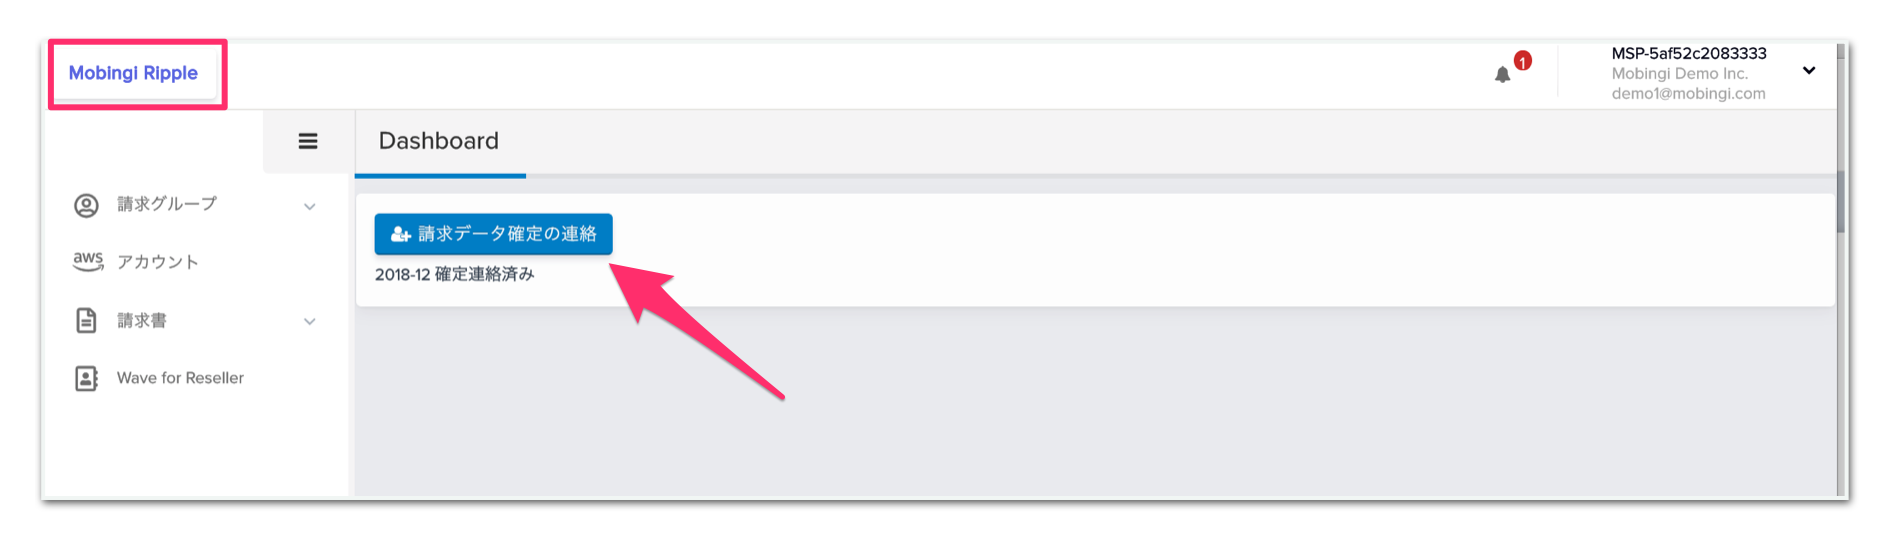 Mobingi Ripple
1
MSP-5af52c2083333
Mobingi Demo Inc.
demo1@mobingi.com
Dashboard
請求グループ
aws アカウント
請求書
Wave for Reseller
請求データ確定の連絡
2018-12 確定連絡済み